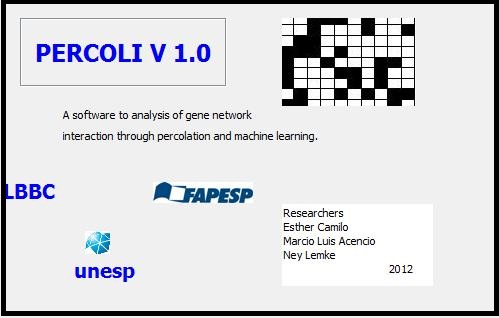 PERCOLI V 1.0
A software to analysis of gene network
interaction through percolation and machine learning.
LBBC
FAPESP
unesp
Researchers
Esther Camilo
Marcio Luis Acencio
Ney Lemke
2012